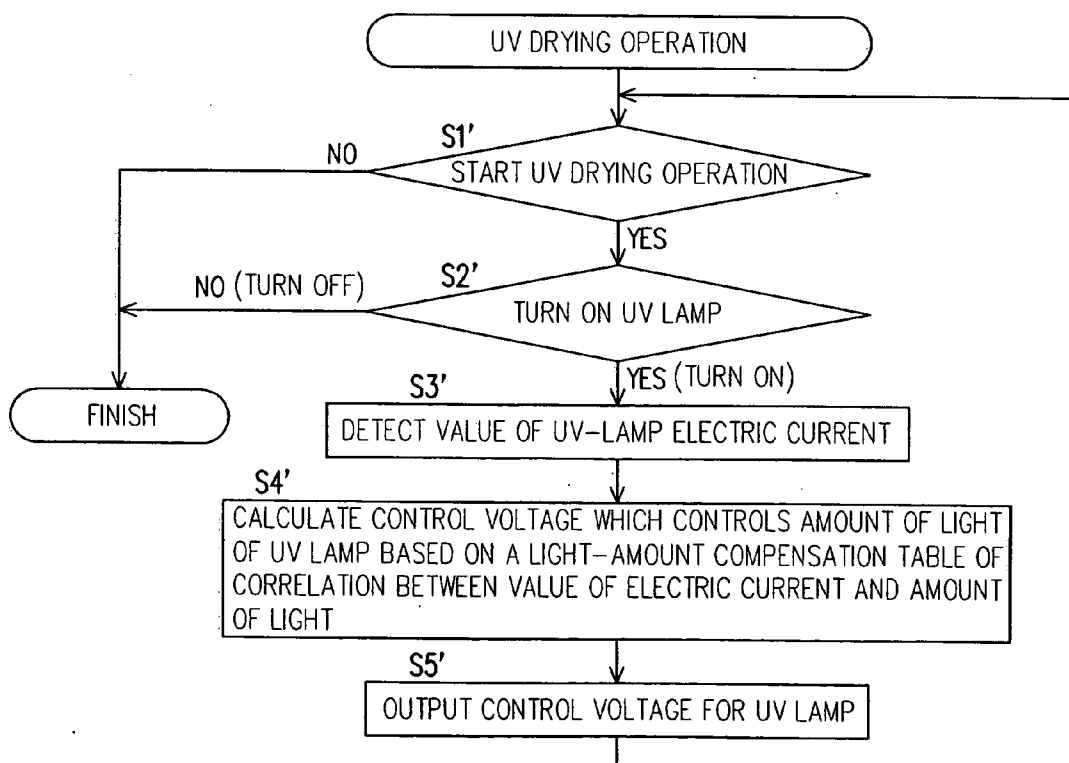 UV DRYING OPERATION
S1'
NO
START UV DRYING OPERATION
YES
S2'
NO (TURN OFF)
TURN ON UV LAMP
YES (TURN ON)
FINISH
S3'
DETECT VALUE OF UV-LAMP ELECTRIC CURRENT
S4'
CALCULATE CONTROL VOLTAGE WHICH CONTROLS AMOUNT OF LIGHT
OF UV LAMP BASED ON A LIGHT-AMOUNT COMPENSATION TABLE OF
CORRELATION BETWEEN VALUE OF ELECTRIC CURRENT AND AMOUNT
OF LIGHT
S5'
OUTPUT CONTROL VOLTAGE FOR UV LAMP